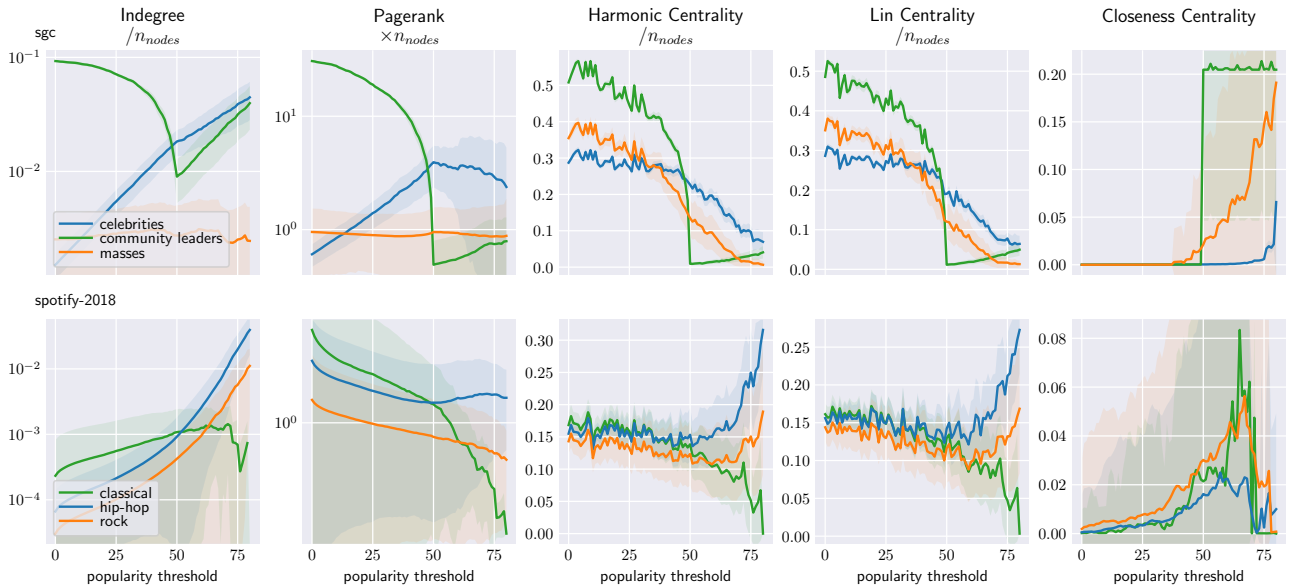 Indegree
/n_nodes
Pagerank
×n_nodes
Harmonic Centrality
/n_nodes
Lin Centrality
/n_nodes
Closeness Centrality
sgc
10⁻¹
10⁻²
celebrities
community leaders
masses
10¹
10⁰
0.5
0.4
0.3
0.2
0.1
0.0
0.5
0.4
0.3
0.2
0.1
0.0
0.20
0.15
0.10
0.05
0.00
spotify-2018
10⁻²
10⁻³
10⁻⁴
classical
hip-hop
rock
0 25 50 75
popularity threshold
10⁰
0 25 50 75
popularity threshold
0.30
0.25
0.20
0.15
0.10
0.05
0.00
0 25 50 75
popularity threshold
0.25
0.20
0.15
0.10
0.05
0.00
0 25 50 75
popularity threshold
0.08
0.06
0.04
0.02
0.00
0 25 50 75
popularity threshold